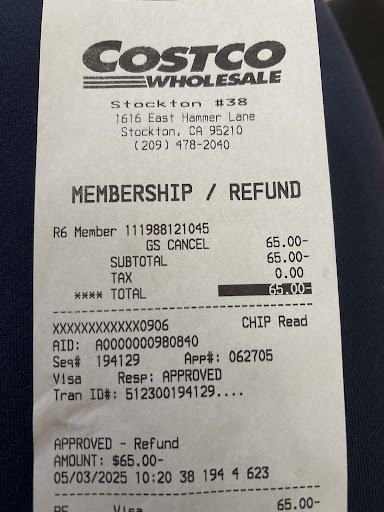 COSTCO
WHOLESALE
Stockton #38
1616 East Hammer Lane
Stockton, CA 95210
(209) 478-2040
MEMBERSHIP / REFUND
R6 Member 111988121045
GS CANCEL 65.00-
SUBTOTAL 65.00-
TAX 0.00
**** TOTAL 65.00-
XXXXXXXXXXXX0906 CHIP Read
AID: A0000000980840
Seq# 194129 App#: 062705
Visa Resp: APPROVED
Tran ID#: 512300194129....
APPROVED - Refund
AMOUNT: $65.00-
05/03/2025 10:20 38 194 4 623
Visa 65.00-